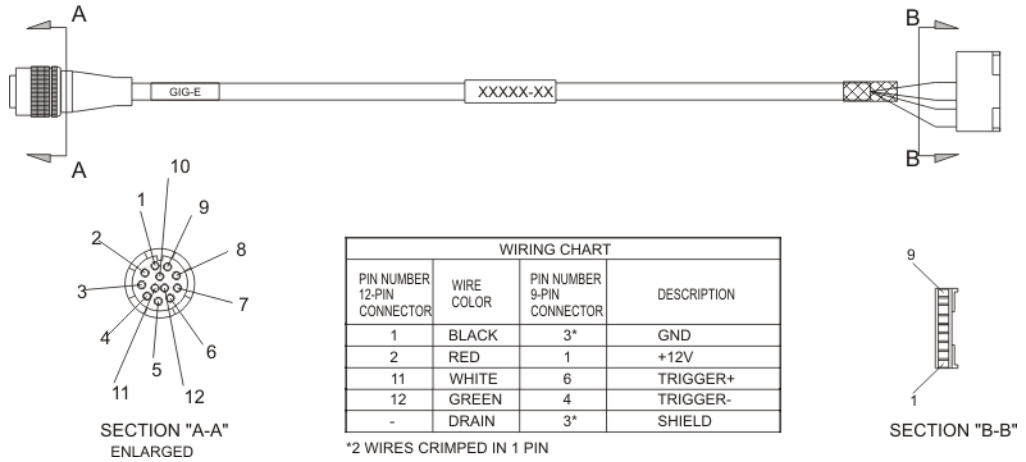 A
B
GIG-E
XXXXX-XX
A
B
10
1
9
2
8
3
7
4
6
5
11
12
SECTION "A-A"
ENLARGED
WIRING CHART
PIN NUMBER 12-PIN CONNECTOR WIRE COLOR PIN NUMBER 9-PIN CONNECTOR DESCRIPTION
1 BLACK 3* GND
2 RED 1 +12V
11 WHITE 6 TRIGGER+
12 GREEN 4 TRIGGER-
- DRAIN 3* SHIELD
*2 WIRES CRIMPED IN 1 PIN
9
1
SECTION "B-B"